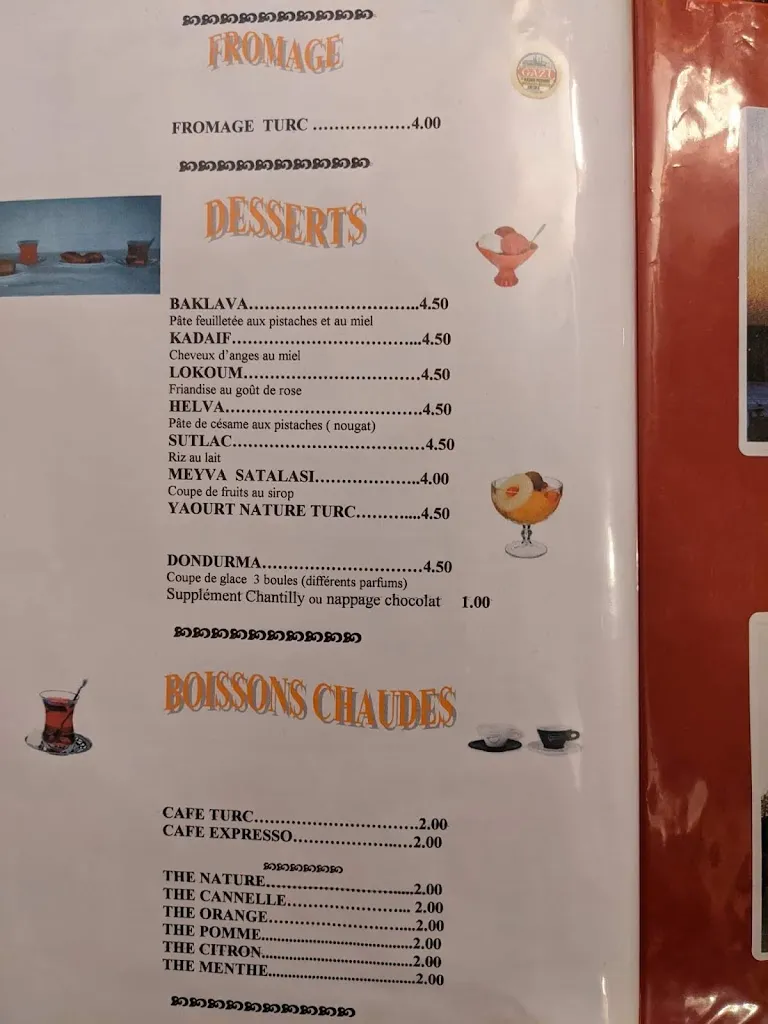 FROMAGE
GAZI
FROMAGE TURC ...................4.00
DESSERTS
BAKLAVA................................4.50
Pâte feuilletée aux pistaches et au miel
KADAIF....................................4.50
Cheveux d'anges au miel
LOKOUM..................................4.50
Friandise au goût de rose
HELVA......................................4.50
Pâte de césame aux pistaches ( nougat)
SUTLAC.....................................4.50
Riz au lait
MEYVA SATALASI....................4.00
Coupe de fruits au sirop
YAOURT NATURE TURC.............4.50
DONDURMA...............................4.50
Coupe de glace 3 boules (différents parfums)
Supplément Chantilly ou nappage chocolat 1.00
BOISSONS CHAUDES
CAFE TURC................................2.00
CAFE EXPRESSO........................2.00
THE NATURE..............................2.00
THE CANNELLE.......................... 2.00
THE ORANGE.............................2.00
THE POMME...............................2.00
THE CITRON...............................2.00
THE MENTHE..............................2.00